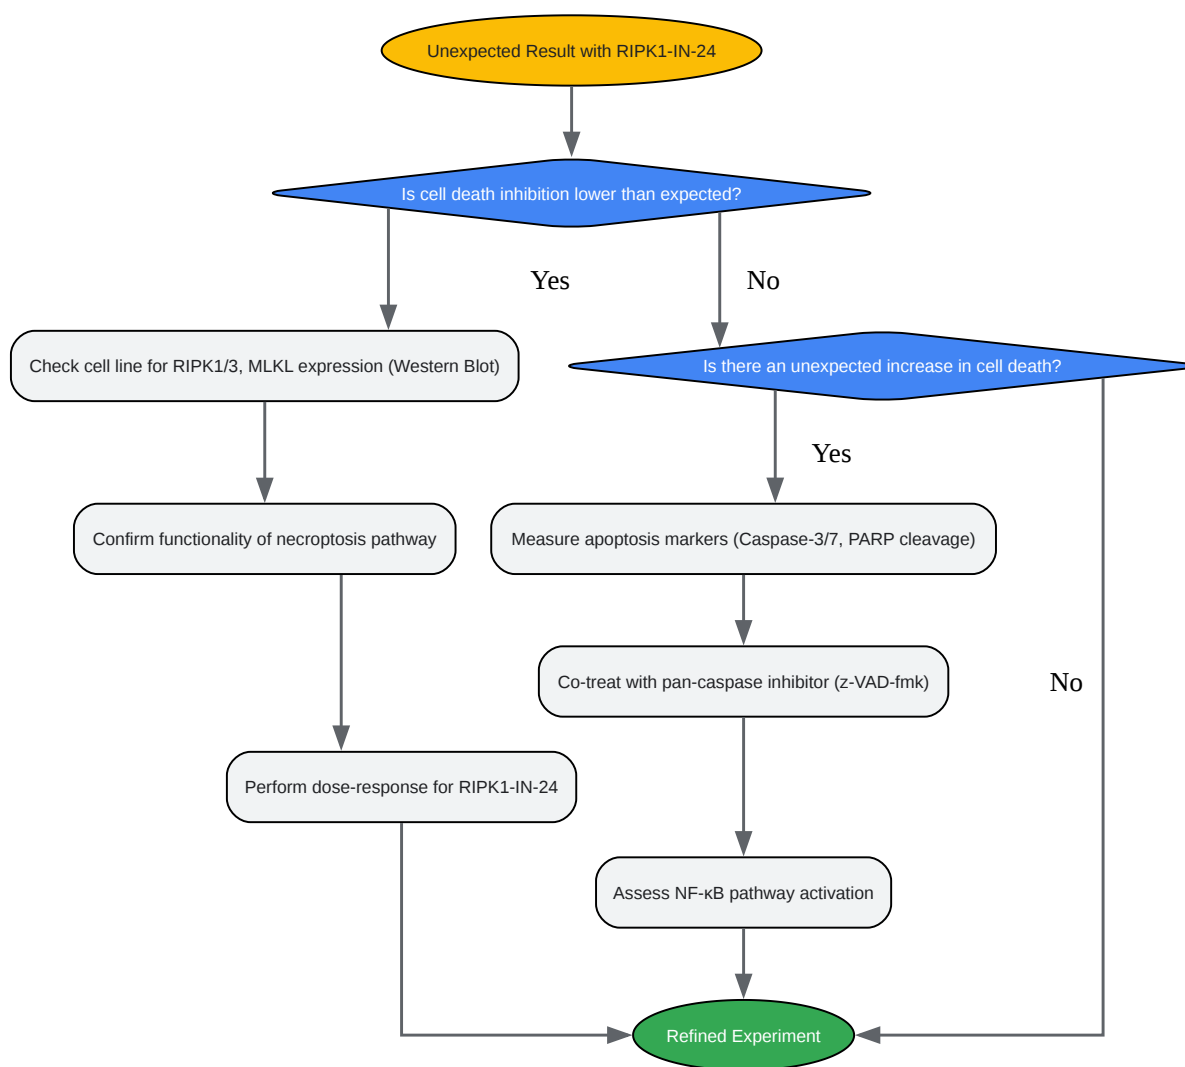 Unexpected Result with RIPK1-IN-24
Is cell death inhibition lower than expected?
Yes
No
Check cell line for RIPK1/3, MLKL expression (Western Blot)
Is there an unexpected increase in cell death?
Yes
Confirm functionality of necroptosis pathway
Measure apoptosis markers (Caspase-3/7, PARP cleavage)
Co-treat with pan-caspase inhibitor (z-VAD-fmk)
No
Perform dose-response for RIPK1-IN-24
Assess NF-κB pathway activation
Refined Experiment